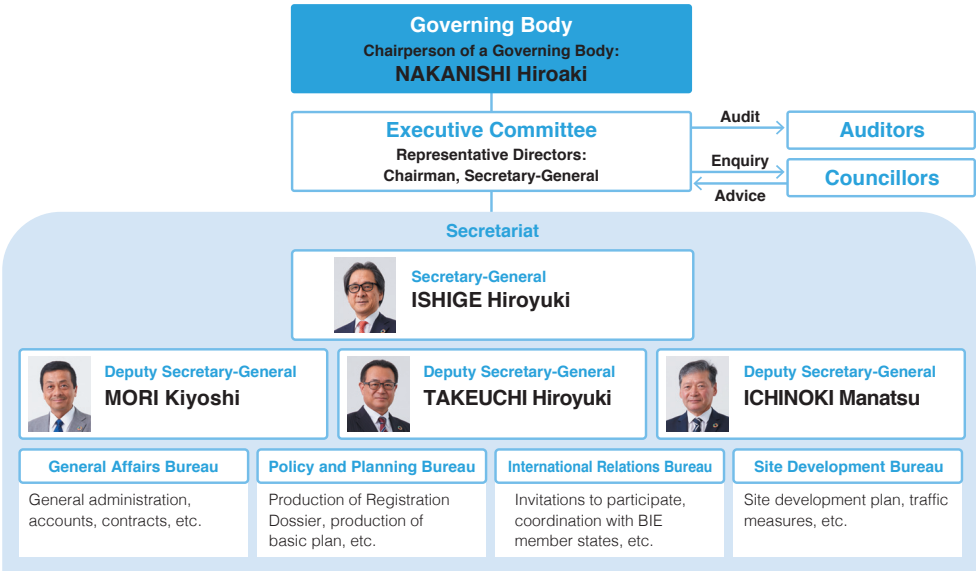 Governing Body
Chairperson of a Governing Body:
NAKANISHI Hiroaki
Executive Committee
Representative Directors:
Chairman, Secretary-General
Audit
Auditors
Enquiry
Advice
Councillors
Secretariat
Secretary-General
ISHIGE Hiroyuki
Deputy Secretary-General
MORI Kiyoshi
Deputy Secretary-General
TAKEUCHI Hiroyuki
Deputy Secretary-General
ICHINOKI Manatsu
General Affairs Bureau
General administration,
accounts, contracts, etc.
Policy and Planning Bureau
Production of Registration
Dossier, production of
basic plan, etc.
International Relations Bureau
Invitations to participate,
coordination with BIE
member states, etc.
Site Development Bureau
Site development plan, traffic
measures, etc.